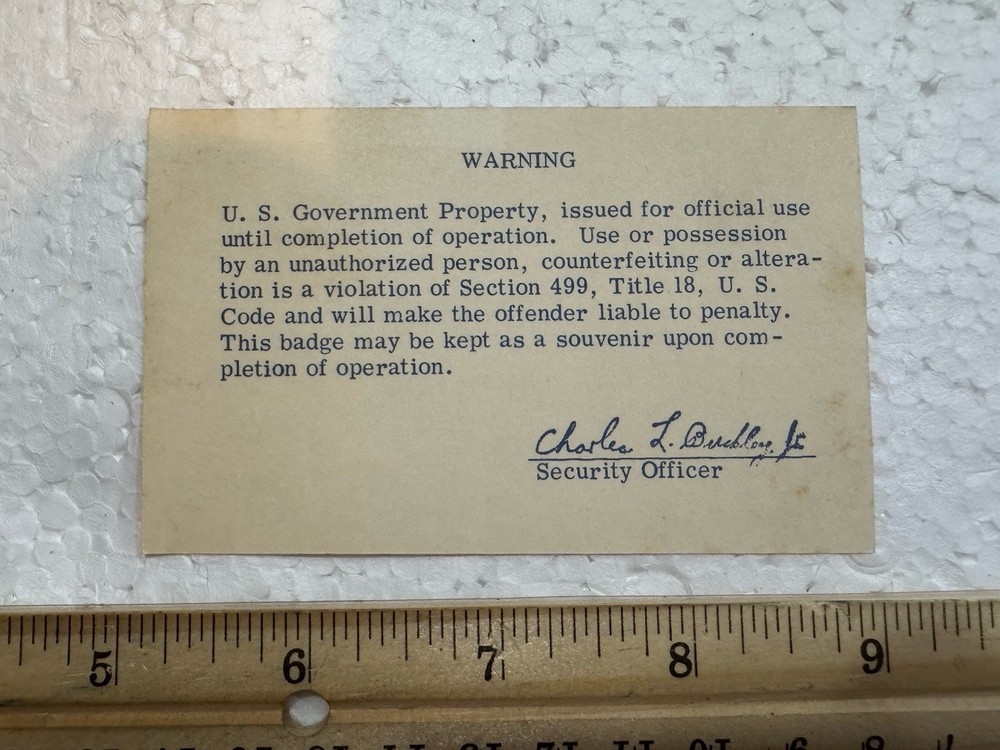 WARNING
U. S. Government Property, issued for official use
until completion of operation. Use or possession
by an unauthorized person, counterfeiting or altera-
tion is a violation of Section 499, Title 18, U. S.
Code and will make the offender liable to penalty.
This badge may be kept as a souvenir upon com-
pletion of operation.
Charles L. Jr
Security Officer
5 6 7 8 9